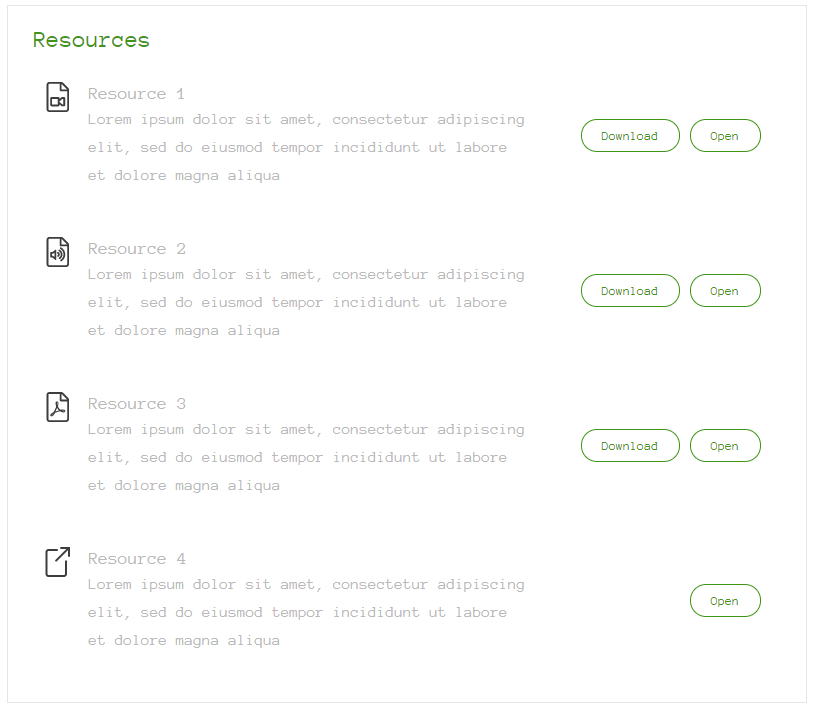 Resources
Resource 1
Lorem ipsum dolor sit amet, consectetur adipiscing
elit, sed do eiusmod tempor incididunt ut labore
et dolore magna aliqua
Download
Open
Resource 2
Lorem ipsum dolor sit amet, consectetur adipiscing
elit, sed do eiusmod tempor incididunt ut labore
et dolore magna aliqua
Download
Open
Resource 3
Lorem ipsum dolor sit amet, consectetur adipiscing
elit, sed do eiusmod tempor incididunt ut labore
et dolore magna aliqua
Download
Open
Resource 4
Lorem ipsum dolor sit amet, consectetur adipiscing
elit, sed do eiusmod tempor incididunt ut labore
et dolore magna aliqua
Open